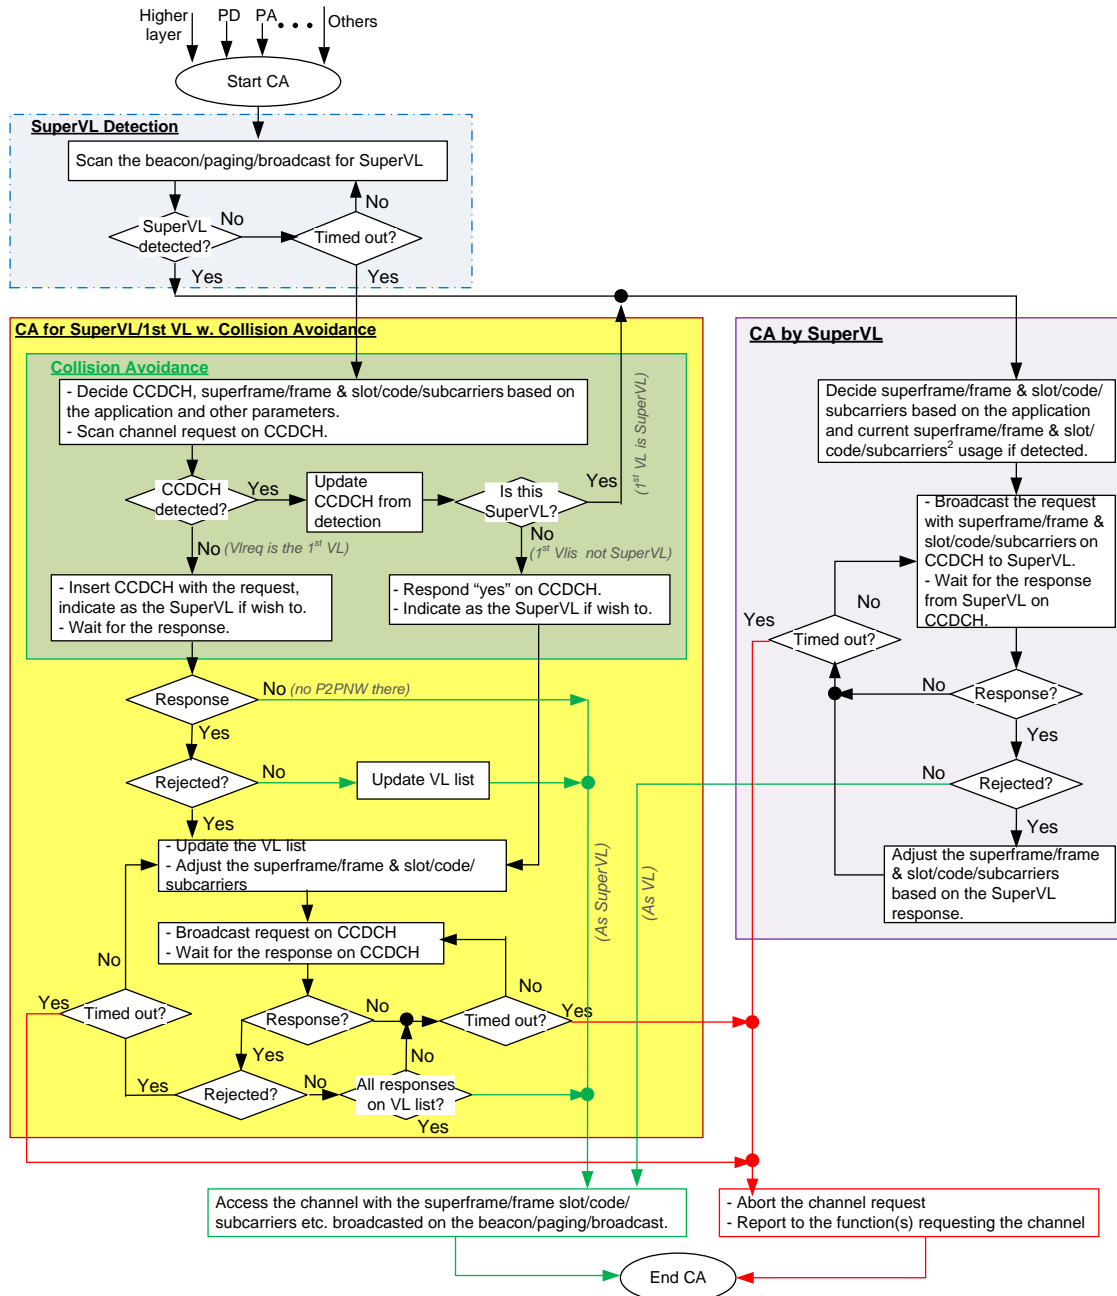 Higher
layer
PD
PA
Others
Start CA
SuperVL Detection
Scan the beacon/paging/broadcast for SuperVL
No
SuperVL
detected?
No
Timed out?
Yes
Yes
CA for SuperVL/1st VL w. Collision Avoidance
Collision Avoidance
- Decide CCDCH, superframe/frame & slot/code/subcarriers based on
the application and other parameters.
- Scan channel request on CCDCH.
(1st VL is SuperVL)
CCDCH
detected?
Yes
Update
CCDCH from
detection
Is this
SuperVL?
Yes
No (VIreq is the 1st VL)
No
(1st VIis not SuperVL)
- Insert CCDCH with the request,
indicate as the SuperVL if wish to.
- Wait for the response.
- Respond “yes” on CCDCH.
- Indicate as the SuperVL if wish to.
Response
No (no P2PNW there)
Yes
Rejected?
No
Update VL list
Yes
- Update the VL list
- Adjust the superframe/frame & slot/code/
subcarriers
(As SuperVL)
(As VL)
- Broadcast request on CCDCH
- Wait for the response on CCDCH
No
No
Yes
Timed out?
Response?
No
Timed out?
Yes
Yes
No
Yes
Rejected?
No
All responses
on VL list?
Yes
CA by SuperVL
Decide superframe/frame & slot/code/
subcarriers based on the application
and current superframe/frame & slot/
code/subcarriers2 usage if detected.
- Broadcast the request
with superframe/frame &
slot/code/subcarriers on
CCDCH to SuperVL.
- Wait for the response
from SuperVL on
CCDCH.
No
Yes
Timed out?
No
Response?
Yes
No
Rejected?
Yes
Adjust the superframe/frame
& slot/code/subcarriers
based on the SuperVL
response.
Access the channel with the superframe/frame slot/code/
subcarriers etc. broadcasted on the beacon/paging/broadcast.
- Abort the channel request
- Report to the function(s) requesting the channel
End CA